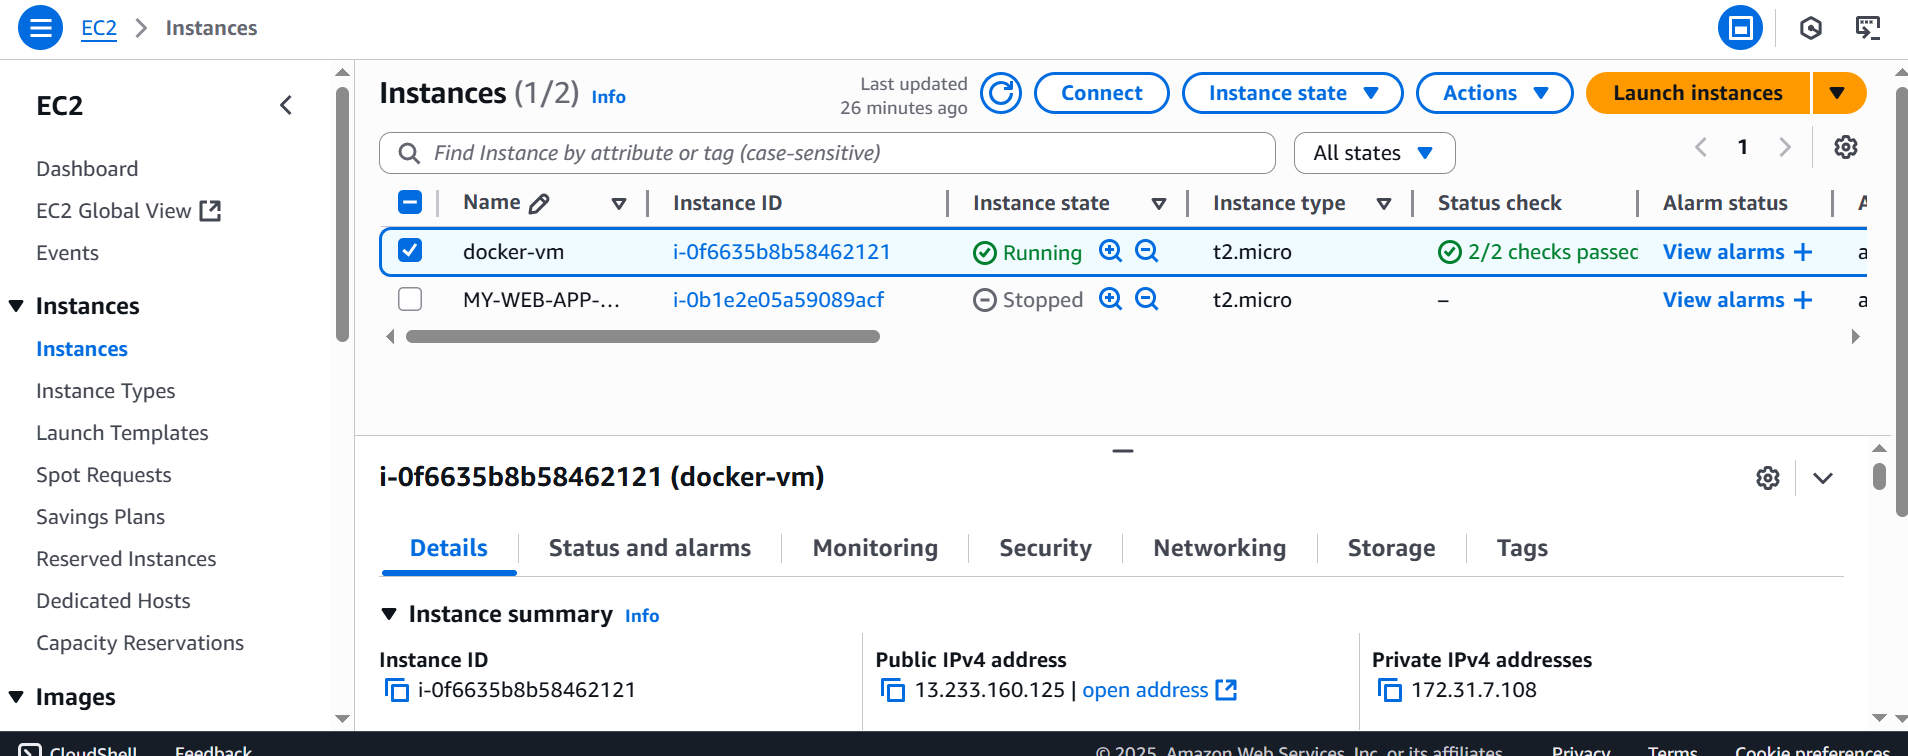 EC2 > Instances
EC2
Dashboard
EC2 Global View
Events
Instances
Instances
Instance Types
Launch Templates
Spot Requests
Savings Plans
Reserved Instances
Dedicated Hosts
Capacity Reservations
Images
Instances (1/2) Info
Last updated
26 minutes ago
Connect
Instance state
Actions
Launch instances
Find Instance by attribute or tag (case-sensitive)
All states
1
Name Instance ID Instance state Instance type Status check Alarm status A
docker-vm i-0f6635b8b58462121 Running t2.micro 2/2 checks passed View alarms + a
MY-WEB-APP-... i-0b1e2e05a59089acf Stopped t2.micro – View alarms + a
i-0f6635b8b58462121 (docker-vm)
Details Status and alarms Monitoring Security Networking Storage Tags
Instance summary Info
Instance ID
i-0f6635b8b58462121
Public IPv4 address
13.233.160.125 | open address
Private IPv4 addresses
172.31.7.108
CloudShell Feedback © 2025, Amazon Web Services, Inc. or its affiliates. Privacy Terms Cookie preferences